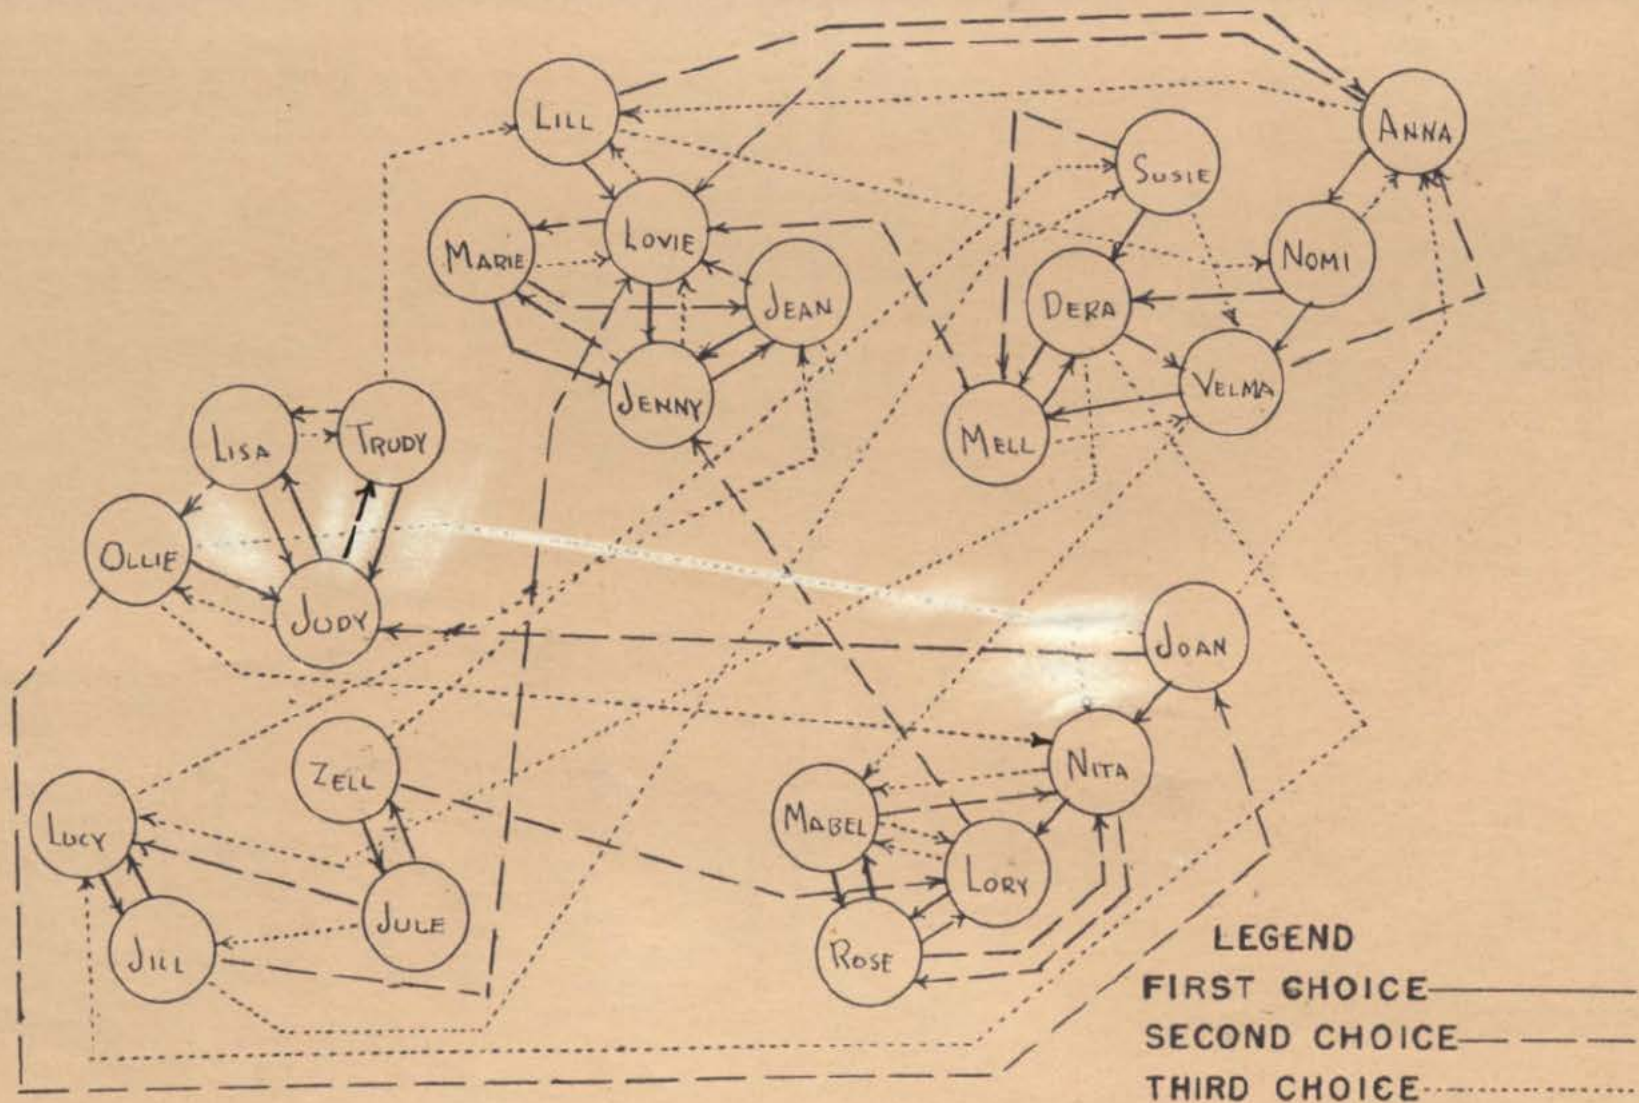 LILL
ANNA
SUSIE
LOVIE
MARIE
NOMI
JEAN
DERA
VELMA
JENNY
MELL
LISA
TRUDY
OLLIE
JUDY
JOAN
ZELL
NITA
LUCY
MABEL
LORY
JULE
JILL
ROSE
LEGEND
FIRST CHOICE
SECOND CHOICE
THIRD CHOICE